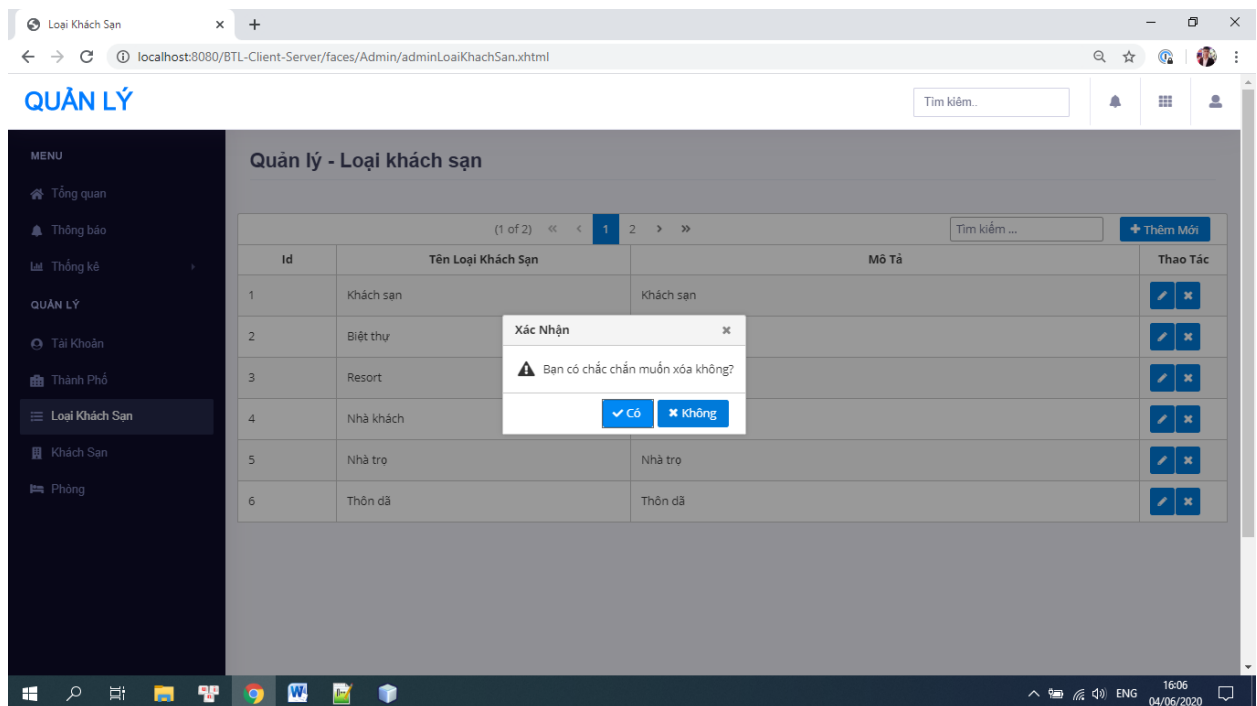 Loại Khách Sạn
localhost:8080/BTL-Client-Server/faces/Admin/adminLoaiKhachSan.xhtml
QUẢN LÝ
Tìm kiếm..
MENU
Tổng quan
Thông báo
Thống kê
QUẢN LÝ
Tài Khoản
Thành Phố
Loại Khách Sạn
Khách Sạn
Phòng
Quản lý - Loại khách sạn
(1 of 2) 1 2 Tìm kiếm ... Thêm Mới
Id Tên Loại Khách Sạn Mô Tả Thao Tác
1 Khách sạn Khách sạn
2 Biệt thự
3 Resort
4 Nhà khách
5 Nhà trọ Nhà trọ
6 Thôn dã Thôn dã
Xác Nhận
Bạn có chắc chắn muốn xóa không?
Có Không
ENG
16:06
04/06/2020